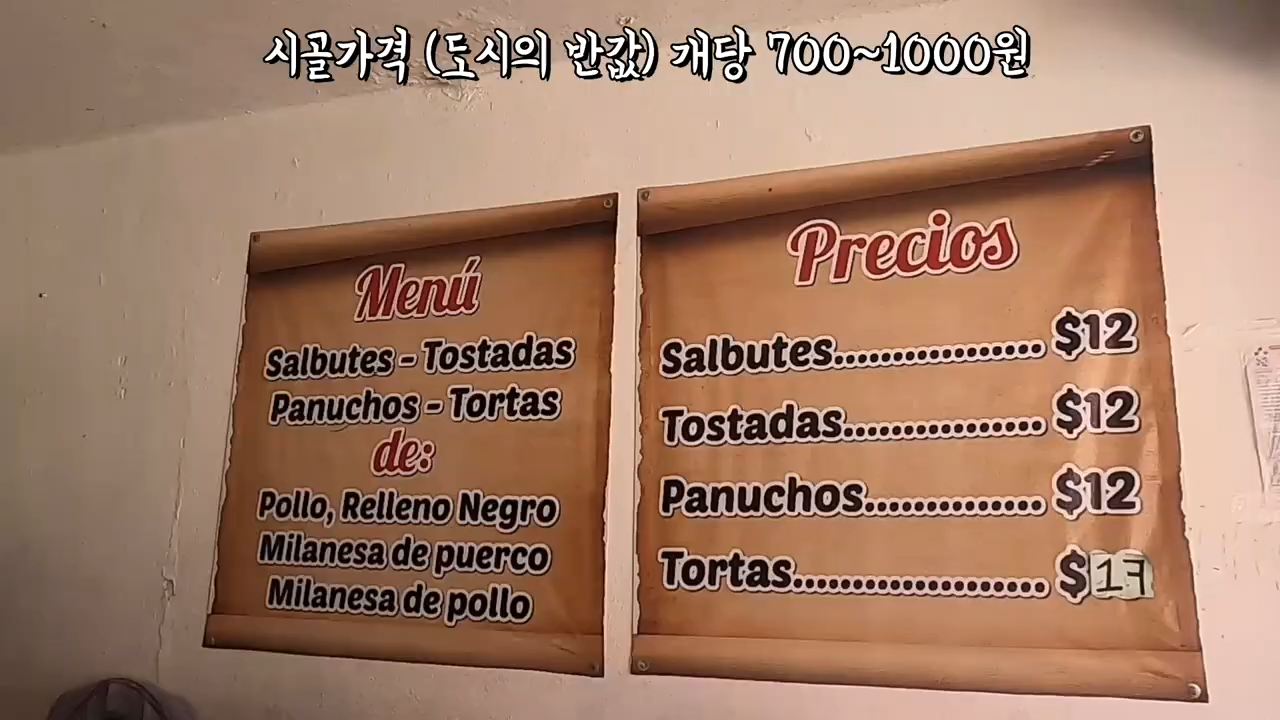 시골가격 (도시의 반값) 개당 700~1000원
Menú
Salbutes - Tostadas
Panuchos - Tortas
de:
Pollo, Relleno Negro
Milanesa de puerco
Milanesa de pollo
Precios
Salbutes................. $12
Tostadas................. $12
Panuchos............... $12
Tortas..................... $17